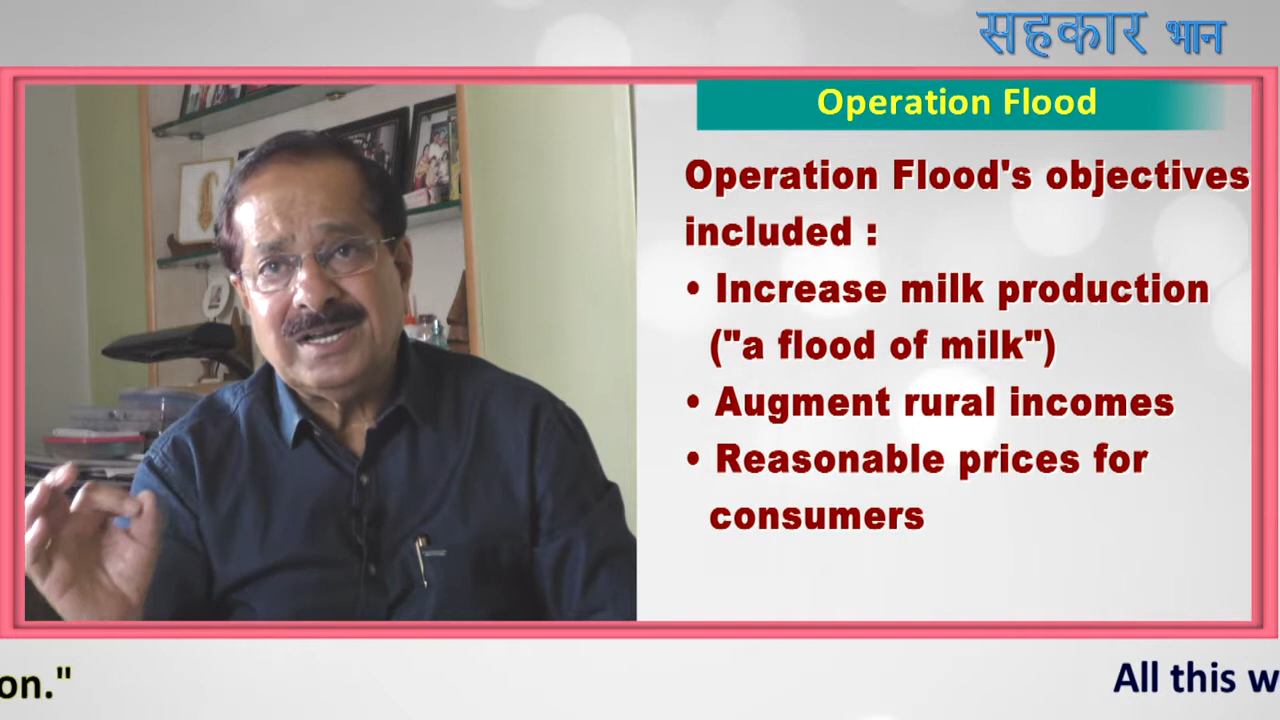 सहकार भान
Operation Flood
Operation Flood's objectives
included :
• Increase milk production
("a flood of milk")
• Augment rural incomes
• Reasonable prices for
consumers
on."
All this w